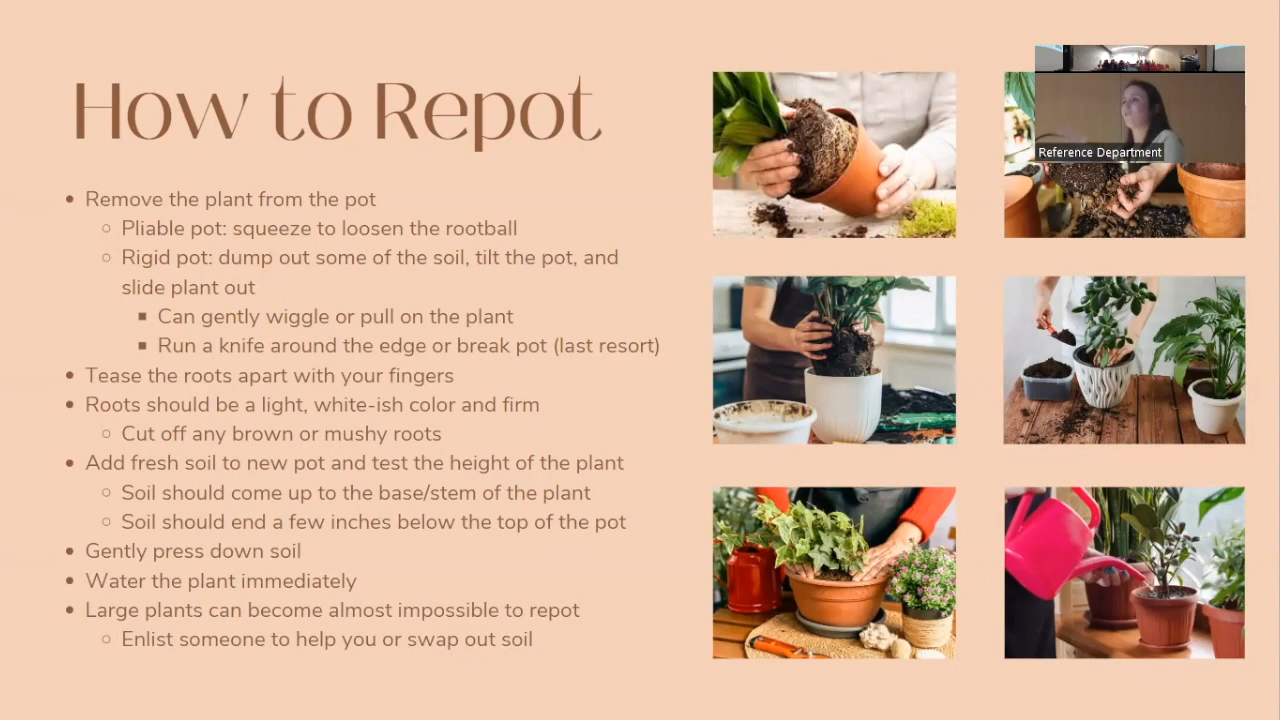 How to Repot
Reference Department
• Remove the plant from the pot
○ Pliable pot: squeeze to loosen the rootball
○ Rigid pot: dump out some of the soil, tilt the pot, and
slide plant out
▪ Can gently wiggle or pull on the plant
▪ Run a knife around the edge or break pot (last resort)
• Tease the roots apart with your fingers
• Roots should be a light, white-ish color and firm
○ Cut off any brown or mushy roots
• Add fresh soil to new pot and test the height of the plant
○ Soil should come up to the base/stem of the plant
○ Soil should end a few inches below the top of the pot
• Gently press down soil
• Water the plant immediately
• Large plants can become almost impossible to repot
○ Enlist someone to help you or swap out soil